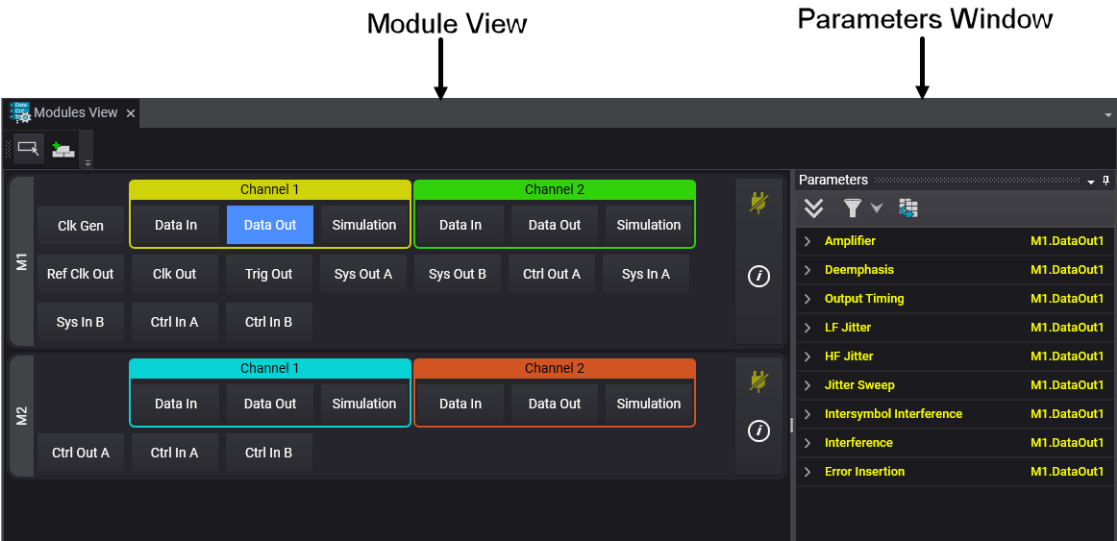 Module View
Parameters Window
Modules View
Channel 1
Channel 2
M1
Clk Gen
Data In
Data Out
Simulation
Data In
Data Out
Simulation
Ref Clk Out
Clk Out
Trig Out
Sys Out A
Sys Out B
Ctrl Out A
Sys In A
Sys In B
Ctrl In A
Ctrl In B
M2
Channel 1
Channel 2
Data In
Data Out
Simulation
Data In
Data Out
Simulation
Ctrl Out A
Ctrl In A
Ctrl In B
Parameters
Amplifier M1.DataOut1
Deemphasis M1.DataOut1
Output Timing M1.DataOut1
LF Jitter M1.DataOut1
HF Jitter M1.DataOut1
Jitter Sweep M1.DataOut1
Intersymbol Interference M1.DataOut1
Interference M1.DataOut1
Error Insertion M1.DataOut1